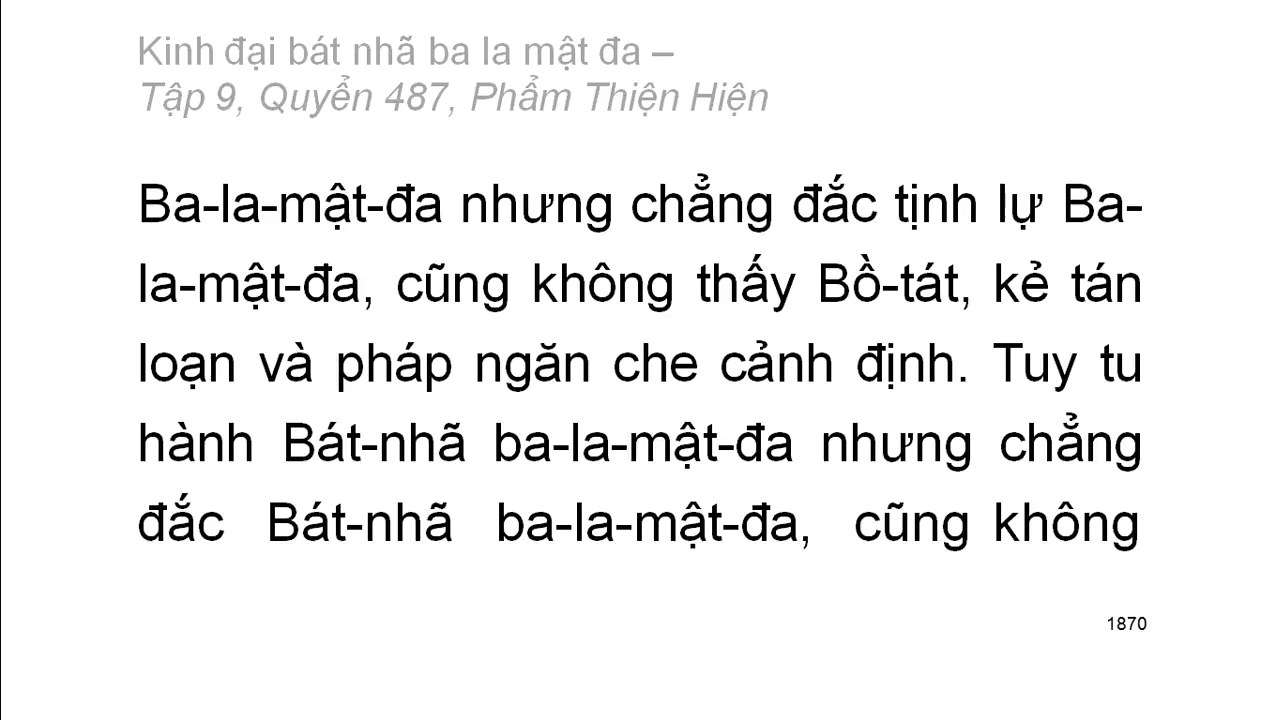 Kinh đại bát nhã ba la mật đa –
Tập 9, Quyển 487, Phẩm Thiện Hiện
Ba-la-mật-đa nhưng chẳng đắc tịnh lự Ba-
la-mật-đa, cũng không thấy Bồ-tát, kẻ tán
loạn và pháp ngăn che cảnh định. Tuy tu
hành Bát-nhã ba-la-mật-đa nhưng chẳng
đắc Bát-nhã ba-la-mật-đa, cũng không
1870